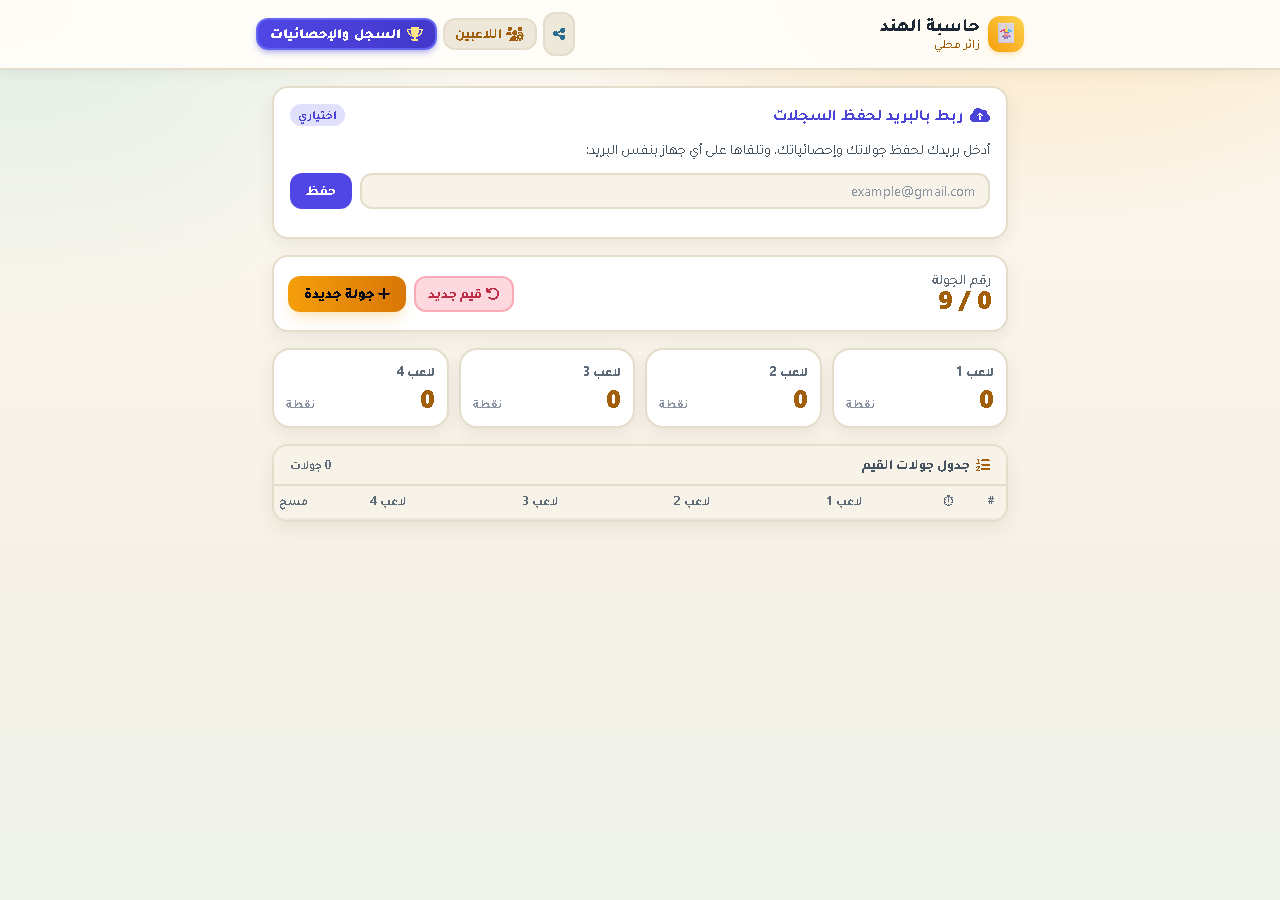 حاسبة الهند
زائر محلي
اللاعبين
السجل والإحصائيات
ربط بالبريد لحفظ السجلات
اختياري
أدخل بريدك لحفظ جولاتك وإحصائياتك، وتلقاها على أي جهاز بنفس البريد:
example@gmail.com
حفظ
رقم الجولة
0 / 9
قيم جديد
جولة جديدة
لاعب 1
0
نقطة
لاعب 2
0
نقطة
لاعب 3
0
نقطة
لاعب 4
0
نقطة
جدول جولات القيم
0 جولات
# ⏱ لاعب 1 لاعب 2 لاعب 3 لاعب 4 مسح